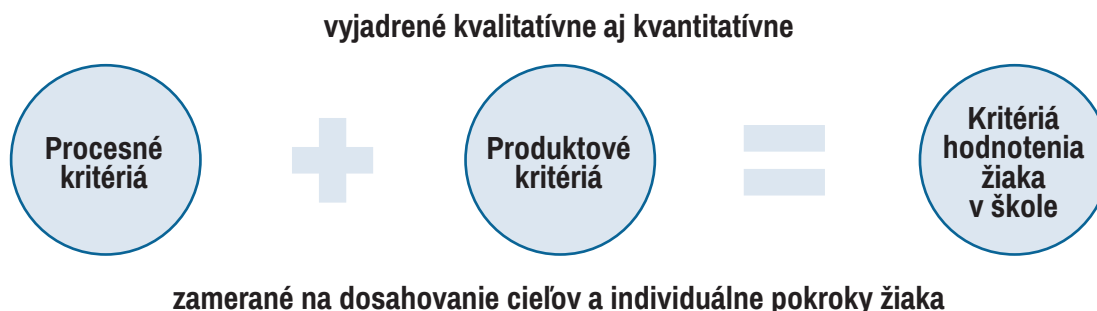 vyjadrené kvalitatívne aj kvantitatívne
Procesné
kritériá
Produktové
kritériá
Kritériá
hodnotenia
žiaka
v škole
zamerané na dosahovanie cieľov a individuálne pokroky žiaka